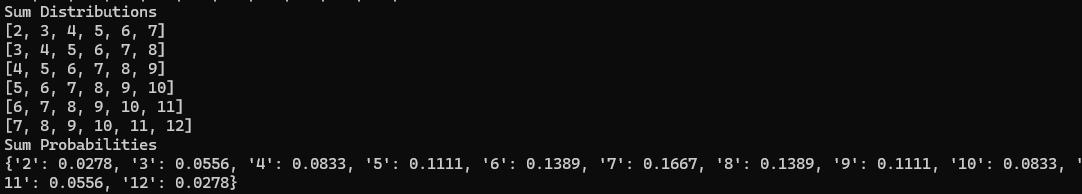 Sum Distributions
[2, 3, 4, 5, 6, 7]
[3, 4, 5, 6, 7, 8]
[4, 5, 6, 7, 8, 9]
[5, 6, 7, 8, 9, 10]
[6, 7, 8, 9, 10, 11]
[7, 8, 9, 10, 11, 12]
Sum Probabilities
{'2': 0.0278, '3': 0.0556, '4': 0.0833, '5': 0.1111, '6': 0.1389, '7': 0.1667, '8': 0.1389, '9': 0.1111, '10': 0.0833, '
11': 0.0556, '12': 0.0278}